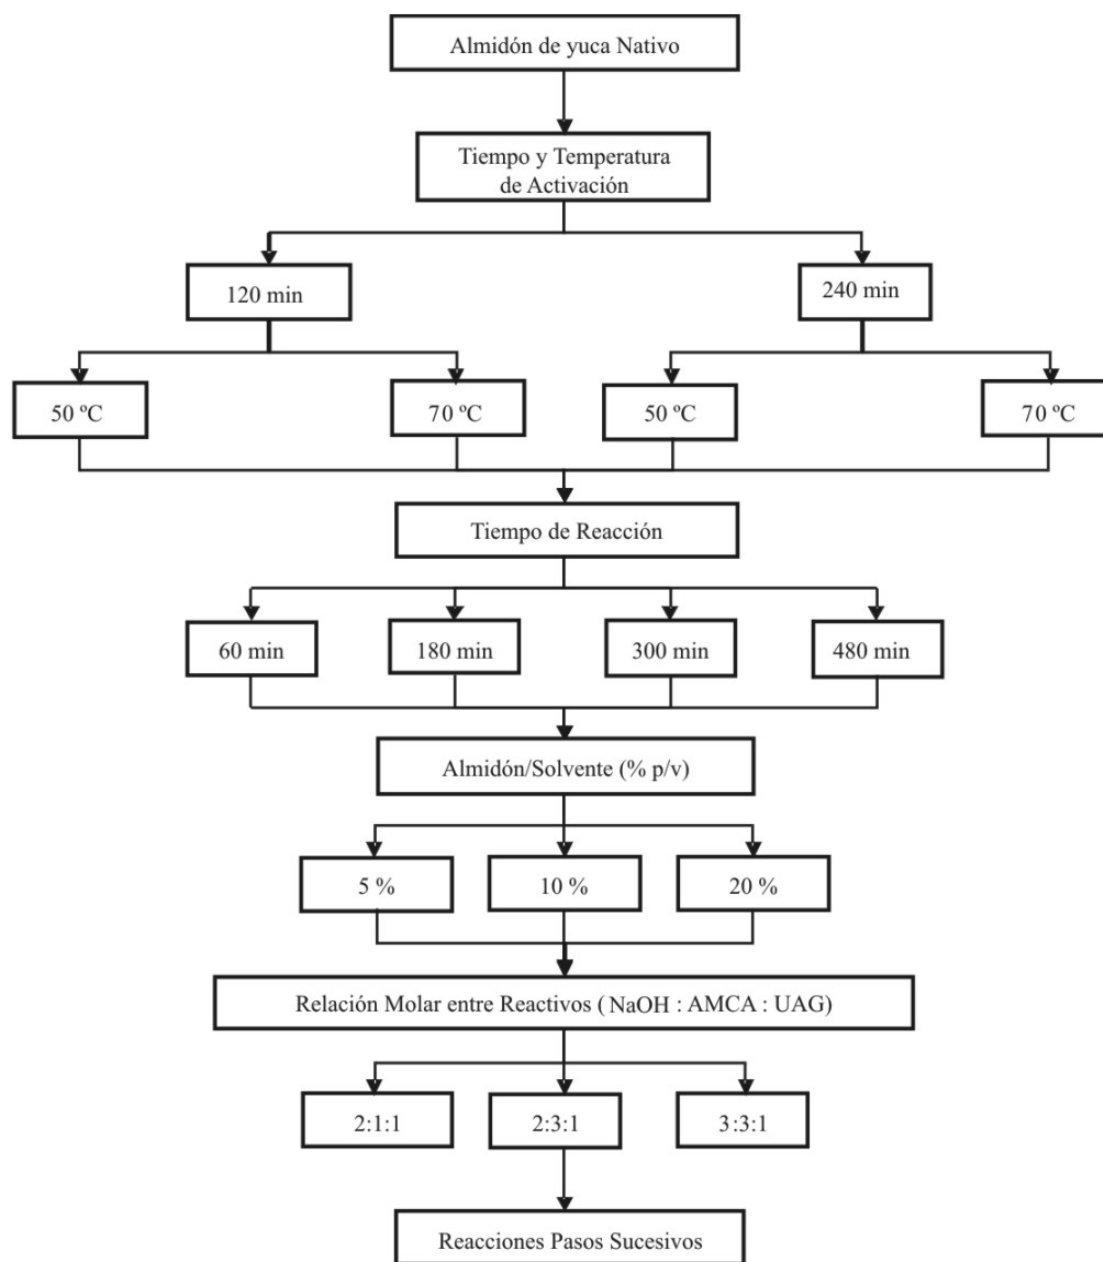 Almidón de yuca Nativo
Tiempo y Temperatura
de Activación
120 min
240 min
50 ºC
70 ºC
50 ºC
70 ºC
Tiempo de Reacción
60 min
180 min
300 min
480 min
Almidón/Solvente (% p/v)
5 %
10 %
20 %
Relación Molar entre Reactivos ( NaOH : AMCA : UAG)
2:1:1
2:3:1
3:3:1
Reacciones Pasos Sucesivos